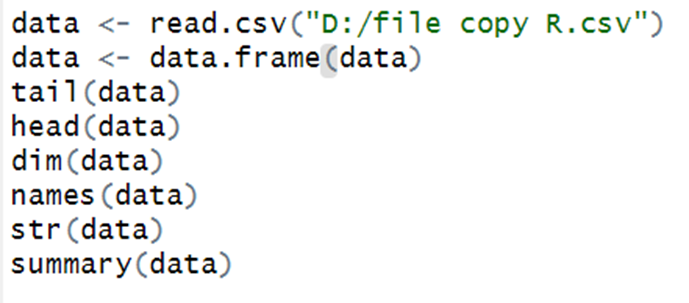 data <- read.csv("D:/file copy R.csv")
data <- data.frame(data)
tail(data)
head(data)
dim(data)
names(data)
str(data)
summary(data)